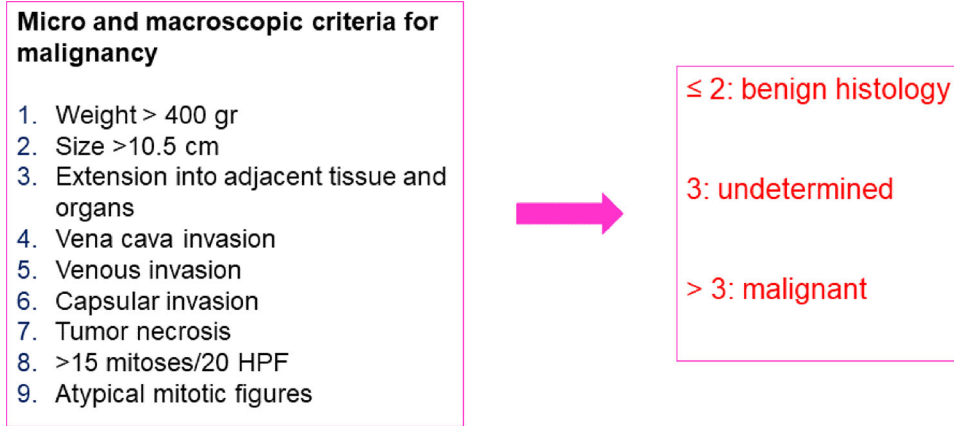 Micro and macroscopic criteria for
malignancy
1. Weight > 400 gr
2. Size >10.5 cm
3. Extension into adjacent tissue and
organs
4. Vena cava invasion
5. Venous invasion
6. Capsular invasion
7. Tumor necrosis
8. >15 mitoses/20 HPF
9. Atypical mitotic figures
≤ 2: benign histology
3: undetermined
> 3: malignant